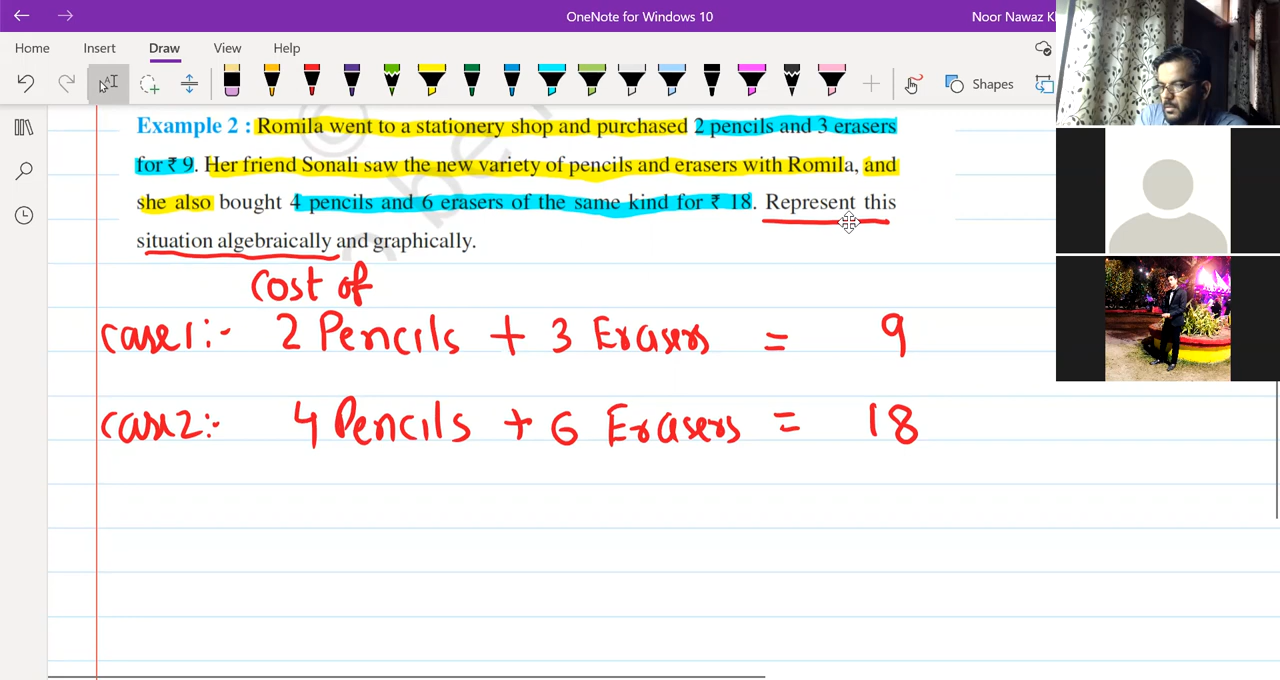 OneNote for Windows 10
Noor Nawaz K
Home Insert Draw View Help
Shapes
Example 2 : Romila went to a stationery shop and purchased 2 pencils and 3 erasers
for ₹ 9. Her friend Sonali saw the new variety of pencils and erasers with Romila, and
she also bought 4 pencils and 6 erasers of the same kind for ₹ 18. Represent this
situation algebraically and graphically.
cost of
case1:- 2 Pencils + 3 Erasers = 9
case2:- 4 Pencils + 6 Erasers = 18